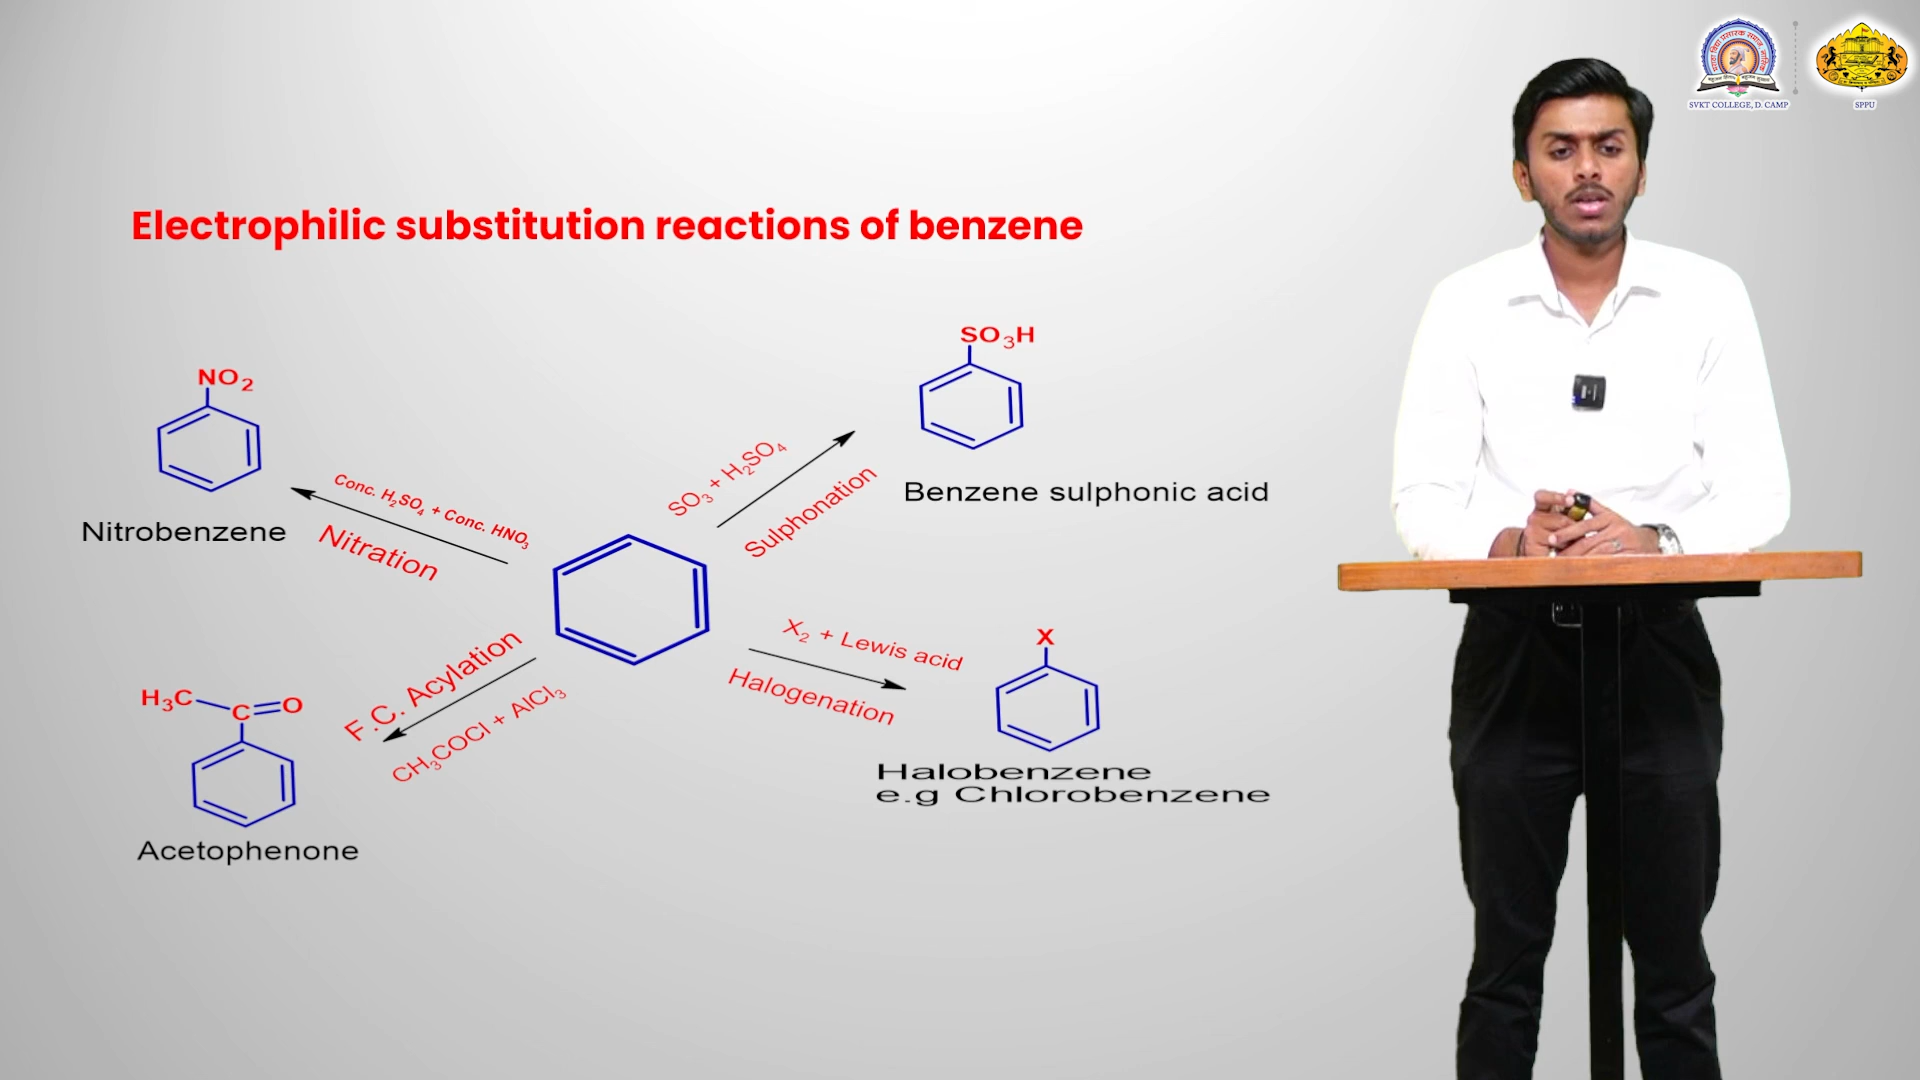 SVKT COLLEGE, D. CAMP
SPPU
Electrophilic substitution reactions of benzene
NO2
Conc. H2SO4 + Conc. HNO3
Nitration
Nitrobenzene
SO3H
SO3 + H2SO4
Sulphonation
Benzene sulphonic acid
H3C C O
F.C. Acylation
CH3COCl + AlCl3
Acetophenone
X
X2 + Lewis acid
Halogenation
Halobenzene
e.g Chlorobenzene